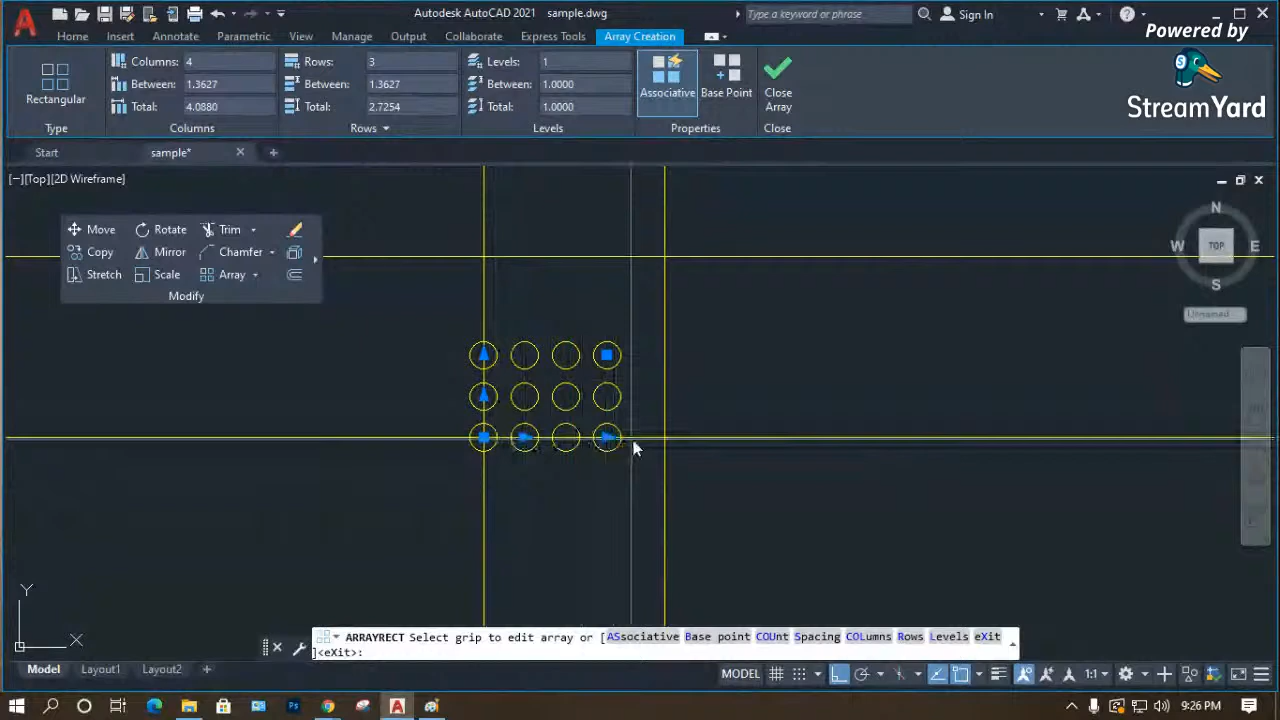 Autodesk AutoCAD 2021 sample.dwg
Type a keyword or phrase
Sign In
Powered by
StreamYard
Home Insert Annotate Parametric View Manage Output Collaborate Express Tools Array Creation
Rectangular
Type
Columns: 4
Between: 1.3627
Total: 4.0880
Columns
Rows: 3
Between: 1.3627
Total: 2.7254
Rows
Levels: 1
Between: 1.0000
Total: 1.0000
Levels
Associative
Base Point
Properties
Close
Array
Close
Start sample* +
[−][Top][2D Wireframe]
Move Rotate Trim
Copy Mirror Chamfer
Stretch Scale Array
Modify
N
W TOP E
S
Unnamed
Y
X
ARRAYRECT Select grip to edit array or [ASsociative Base point COUnt Spacing COLumns Rows Levels eXit
]<eXit>:
Model Layout1 Layout2 +
MODEL 1:1
9:26 PM